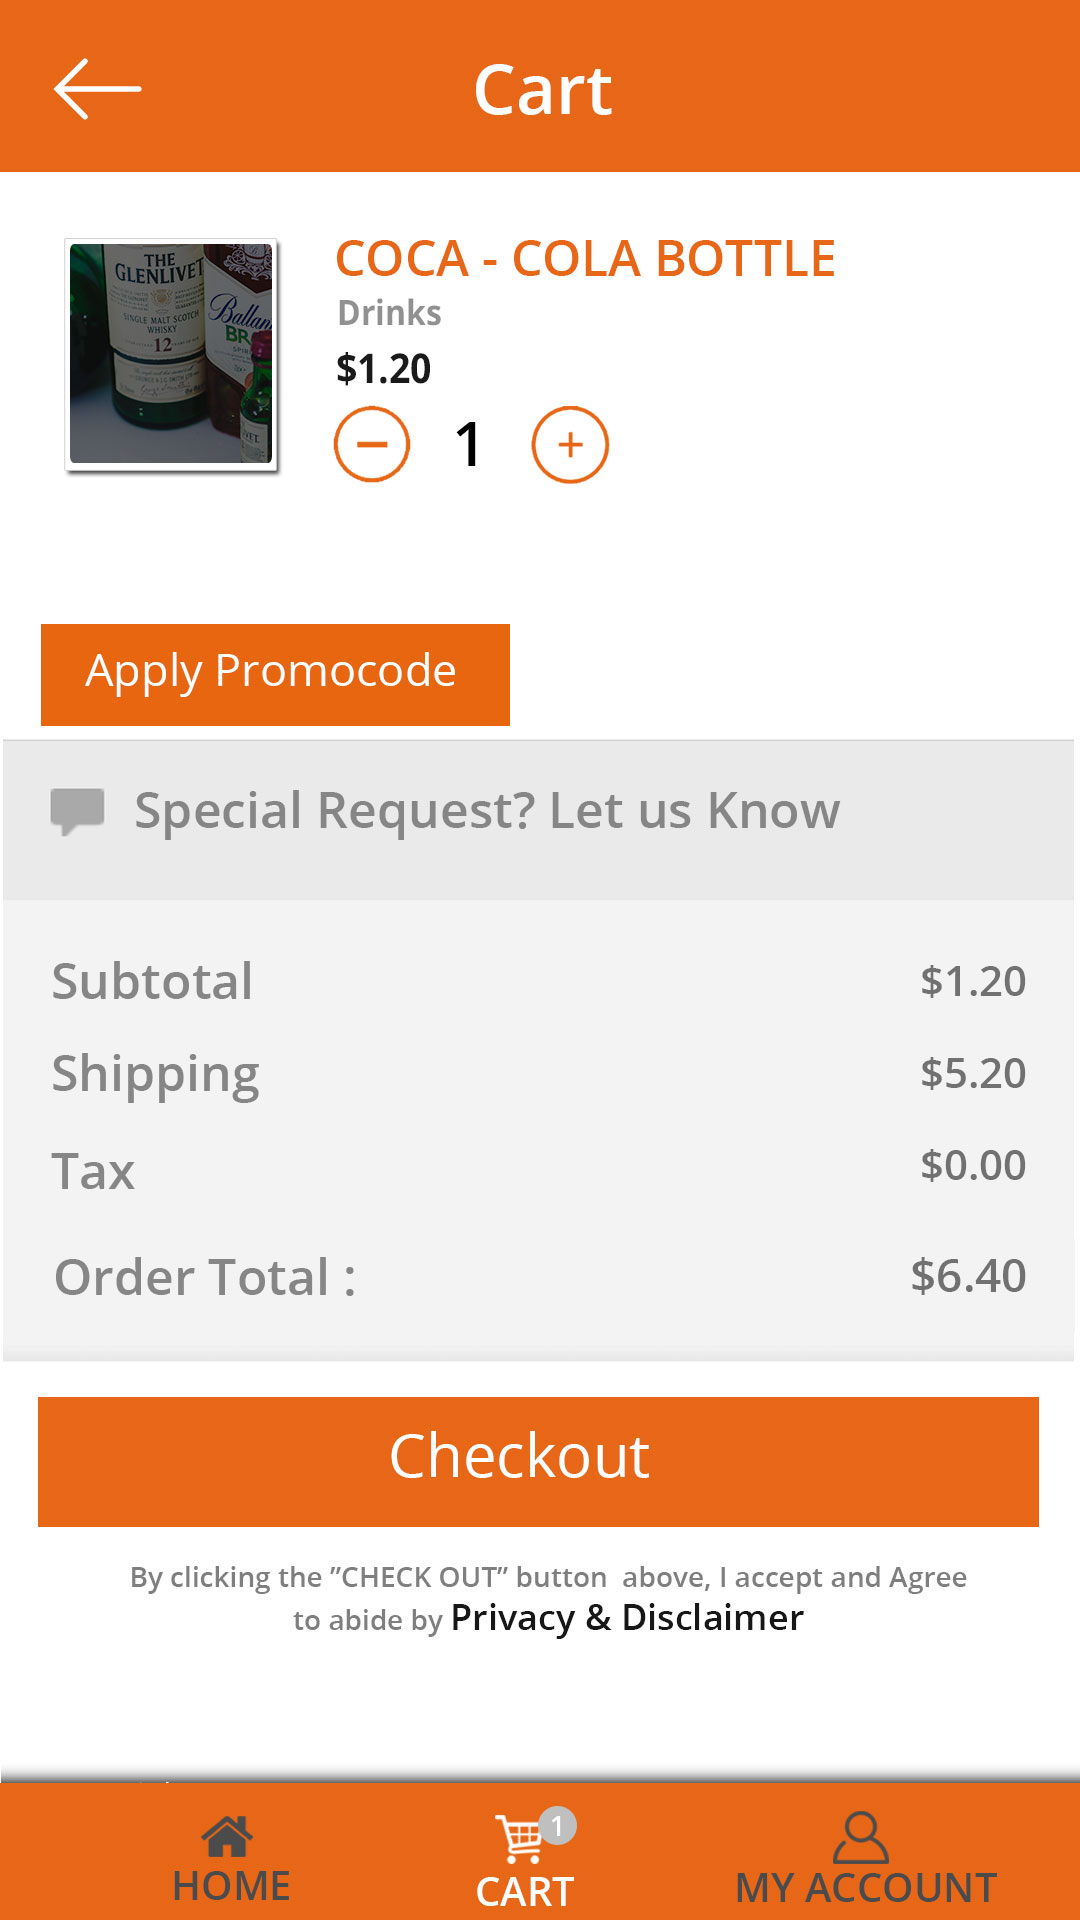 Cart
COCA - COLA BOTTLE
Drinks
$1.20
1
THE
GLENLIVET
SINGLE MALT SCOTCH
WHISKY
12
Apply Promocode
Special Request? Let us Know
Subtotal $1.20
Shipping $5.20
Tax $0.00
Order Total : $6.40
Checkout
By clicking the ”CHECK OUT” button above, I accept and Agree
to abide by Privacy & Disclaimer
1
HOME CART MY ACCOUNT